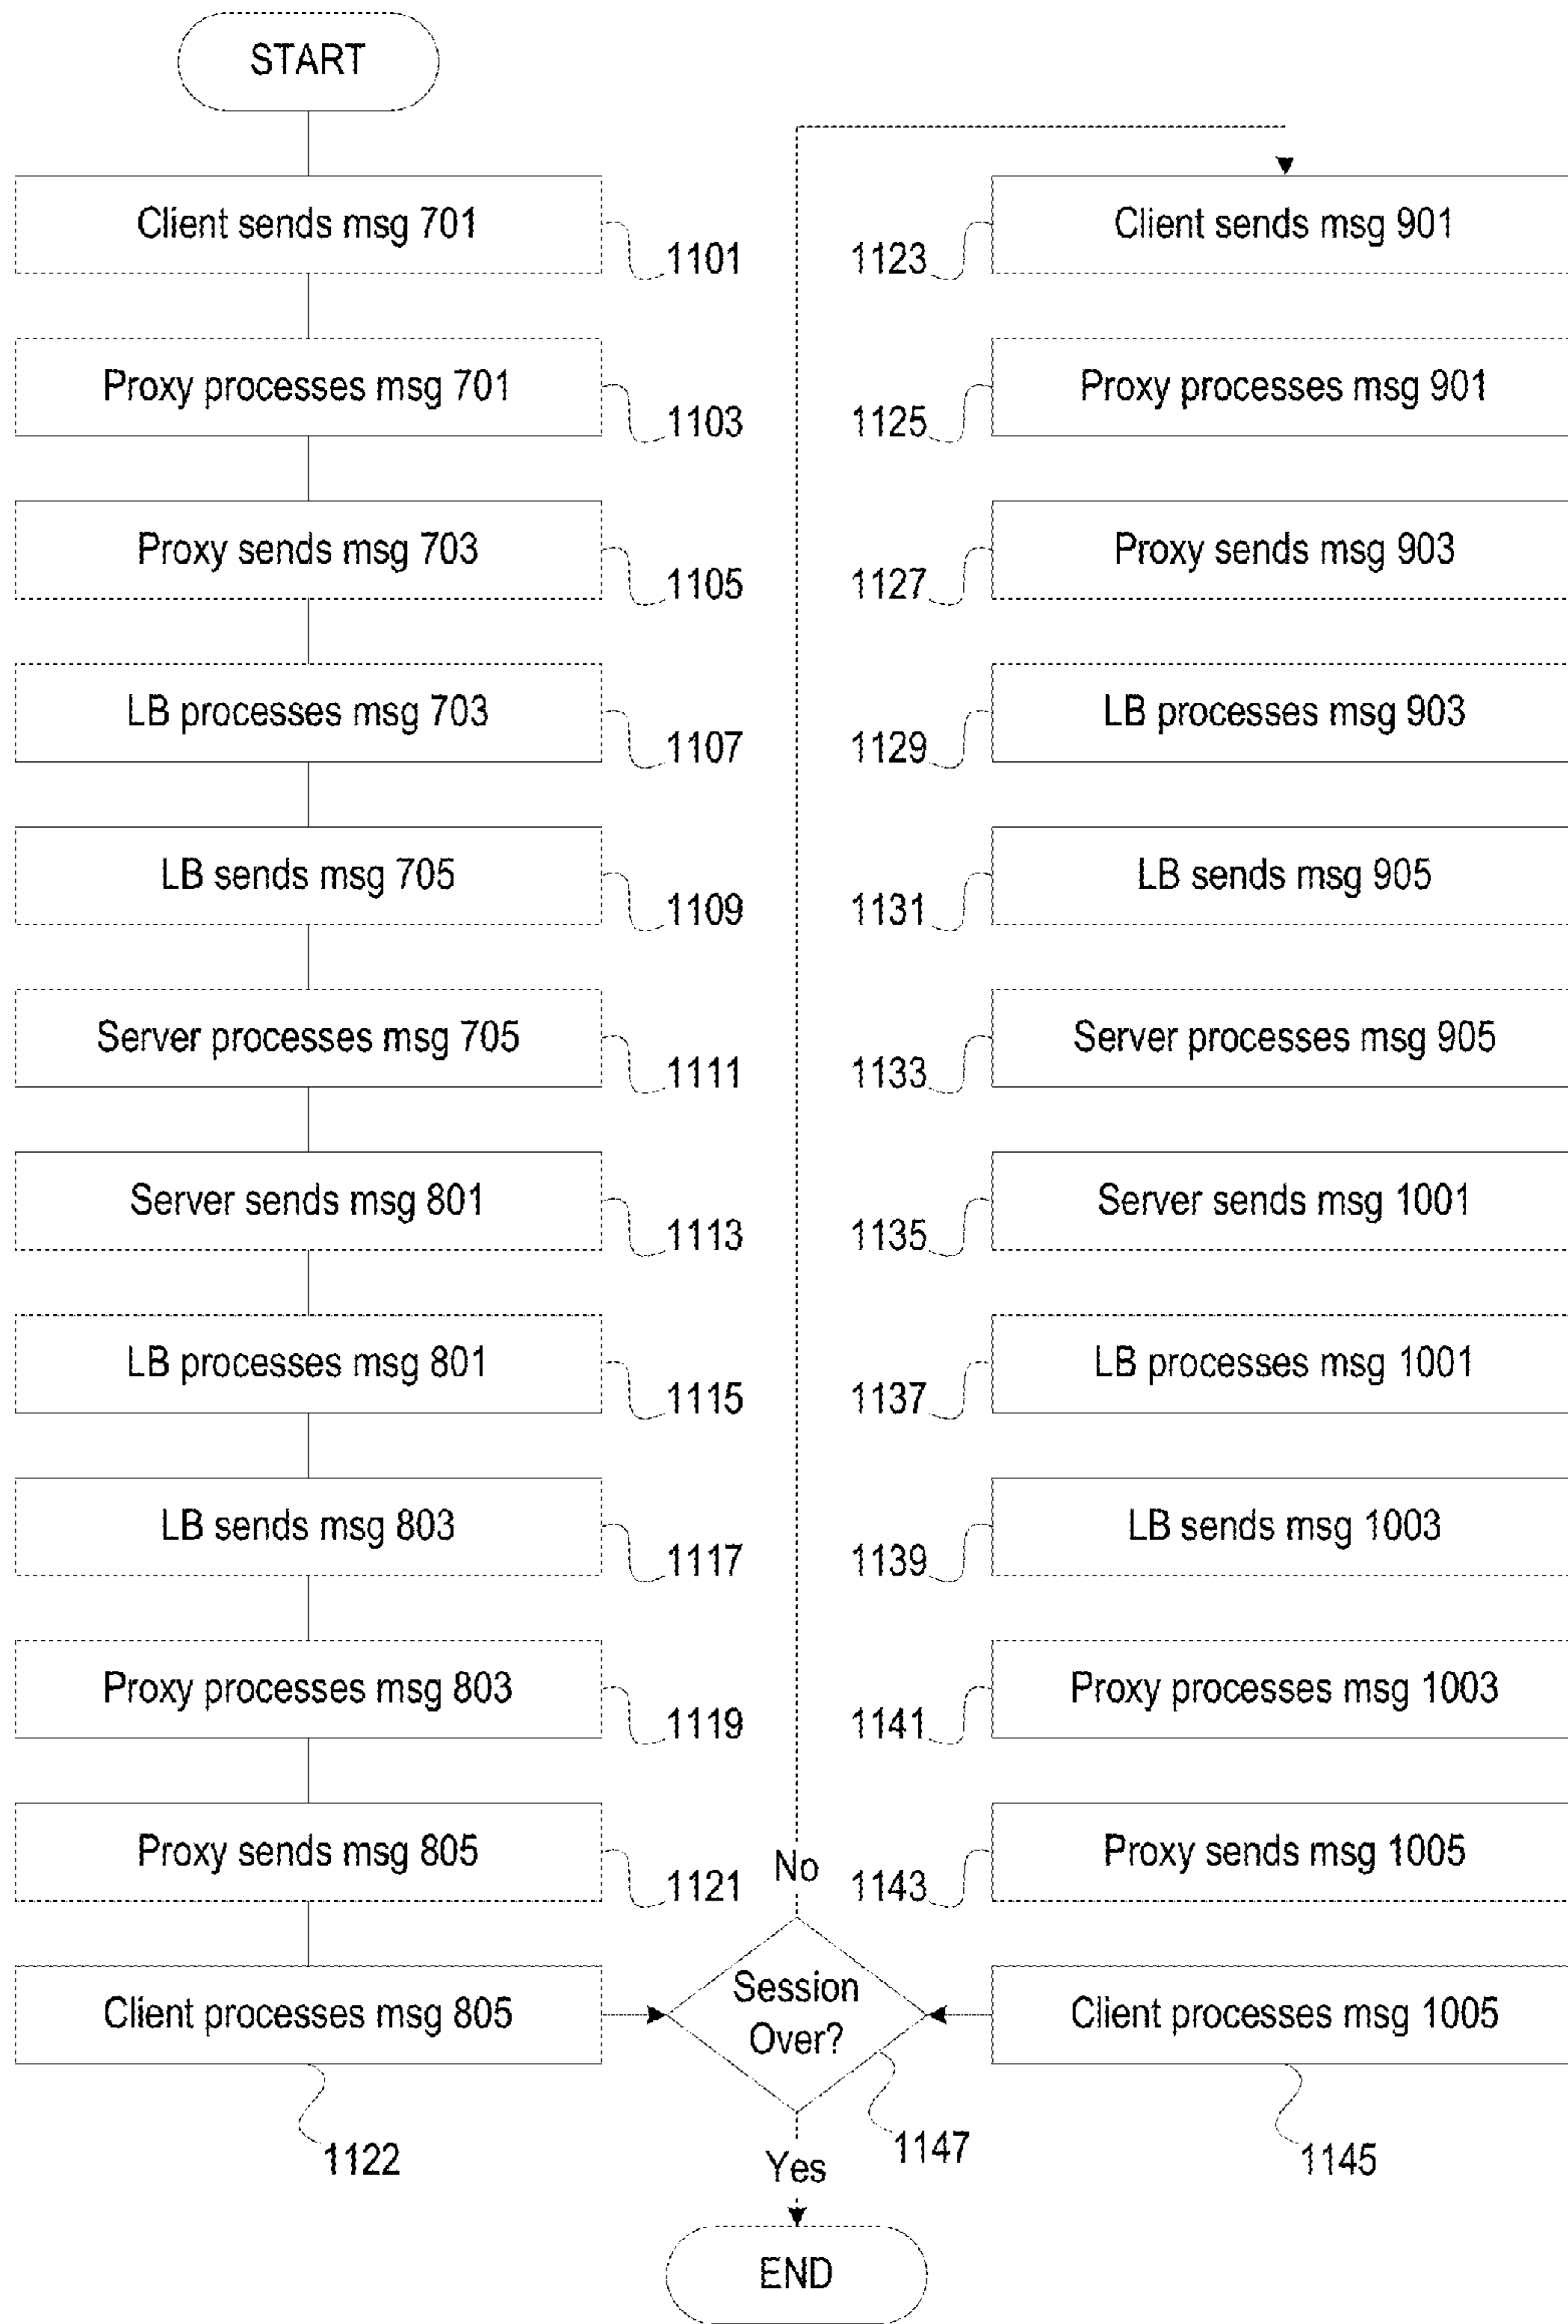 START
Client sends msg 701
1101
Proxy processes msg 701
1103
Proxy sends msg 703
1105
LB processes msg 703
1107
LB sends msg 705
1109
Server processes msg 705
1111
Server sends msg 801
1113
LB processes msg 801
1115
LB sends msg 803
1117
Proxy processes msg 803
1119
Proxy sends msg 805
1121
Client processes msg 805
1122
Client sends msg 901
1123
Proxy processes msg 901
1125
Proxy sends msg 903
1127
LB processes msg 903
1129
LB sends msg 905
1131
Server processes msg 905
1133
Server sends msg 1001
1135
LB processes msg 1001
1137
LB sends msg 1003
1139
Proxy processes msg 1003
1141
Proxy sends msg 1005
1143
Client processes msg 1005
1145
No
Session
Over?
1147
Yes
END